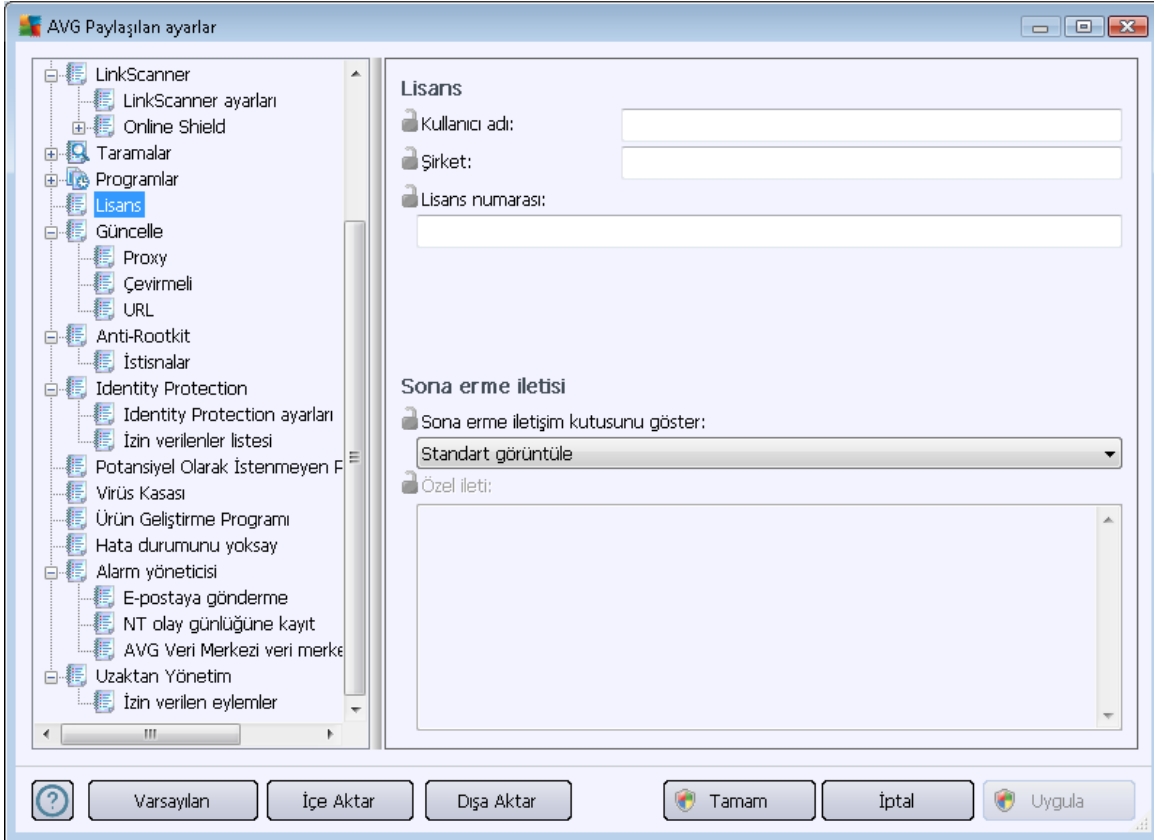 AVG Paylaşılan ayarlar
LinkScanner
LinkScanner ayarları
Online Shield
Taramalar
Programlar
Lisans
Güncelle
Proxy
Çevirmeli
URL
Anti-Rootkit
İstisnalar
Identity Protection
Identity Protection ayarları
İzin verilenler listesi
Potansiyel Olarak İstenmeyen P
Virüs Kasası
Ürün Geliştirme Programı
Hata durumunu yoksay
Alarm yöneticisi
E-postaya gönderme
NT olay günlüğüne kayıt
AVG Veri Merkezi veri merke
Uzaktan Yönetim
İzin verilen eylemler
Lisans
Kullanıcı adı:
Şirket:
Lisans numarası:
Sona erme iletisi
Sona erme iletişim kutusunu göster:
Standart görüntüle
Özel ileti:
Varsayılan
İçe Aktar
Dışa Aktar
Tamam
İptal
Uygula